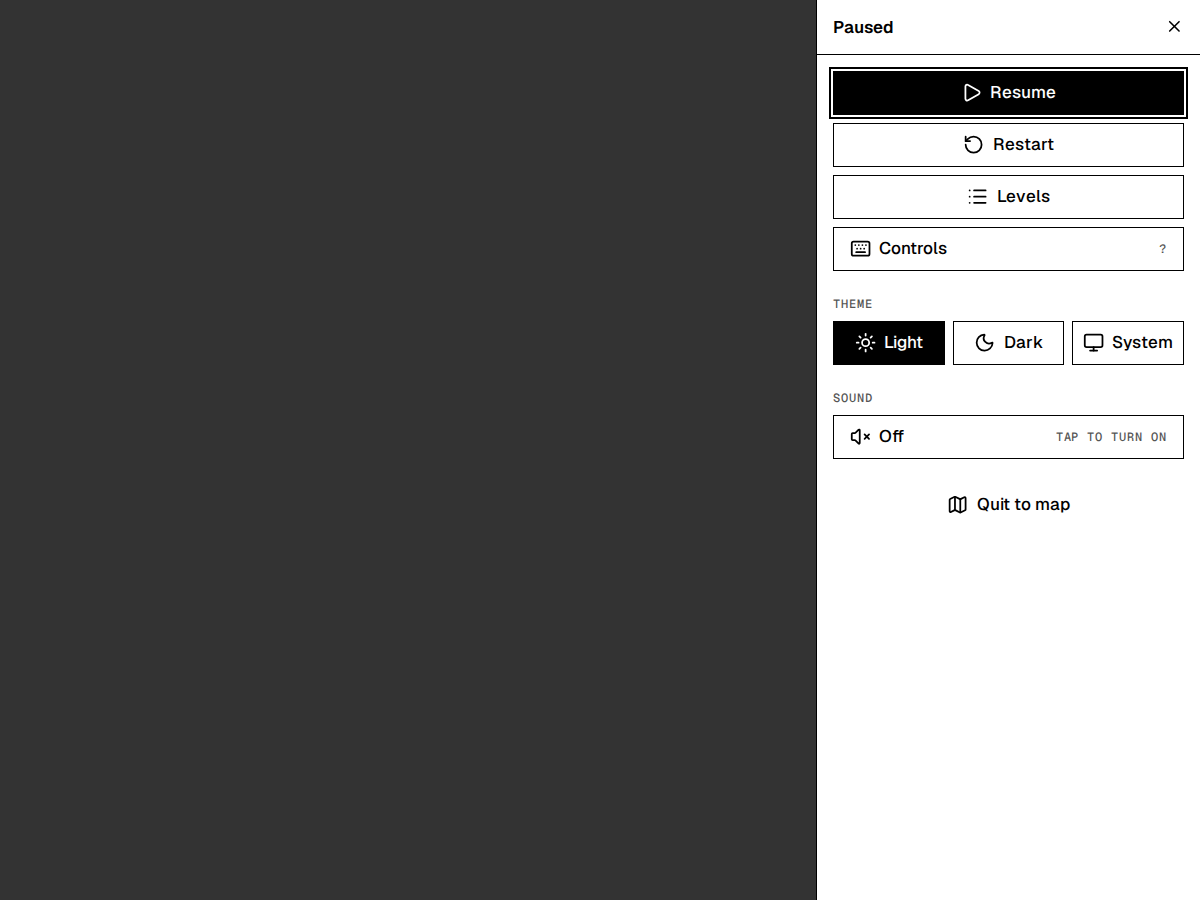 Paused
Resume
Restart
Levels
Controls ?
THEME
Light Dark System
SOUND
Off TAP TO TURN ON
Quit to map